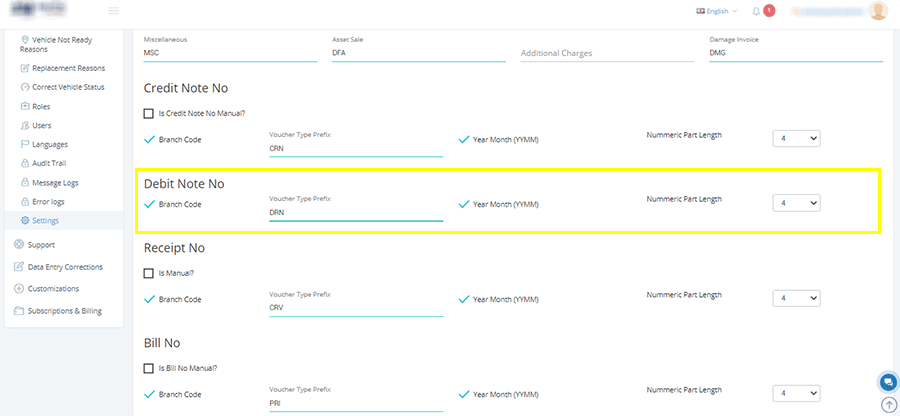 English
1
Vehicle Not Ready
Reasons
Replacement Reasons
Correct Vehicle Status
Roles
Users
Languages
Audit Trail
Message Logs
Error logs
Settings
Support
Data Entry Corrections
Customizations
Subscriptions & Billing
Miscellaneous
MSC
Asset Sale
DFA
Additional Charges
Damage Invoice
DMG
Credit Note No
Is Credit Note No Manual?
Branch Code
Voucher Type Prefix
CRN
Year Month (YYMM)
Nummeric Part Length
4
Debit Note No
Branch Code
Voucher Type Prefix
DRN
Year Month (YYMM)
Nummeric Part Length
4
Receipt No
Is Manual?
Branch Code
Voucher Type Prefix
CRV
Year Month (YYMM)
Nummeric Part Length
4
Bill No
Is Bill No Manual?
Branch Code
Voucher Type Prefix
PRI
Year Month (YYMM)
Nummeric Part Length
4